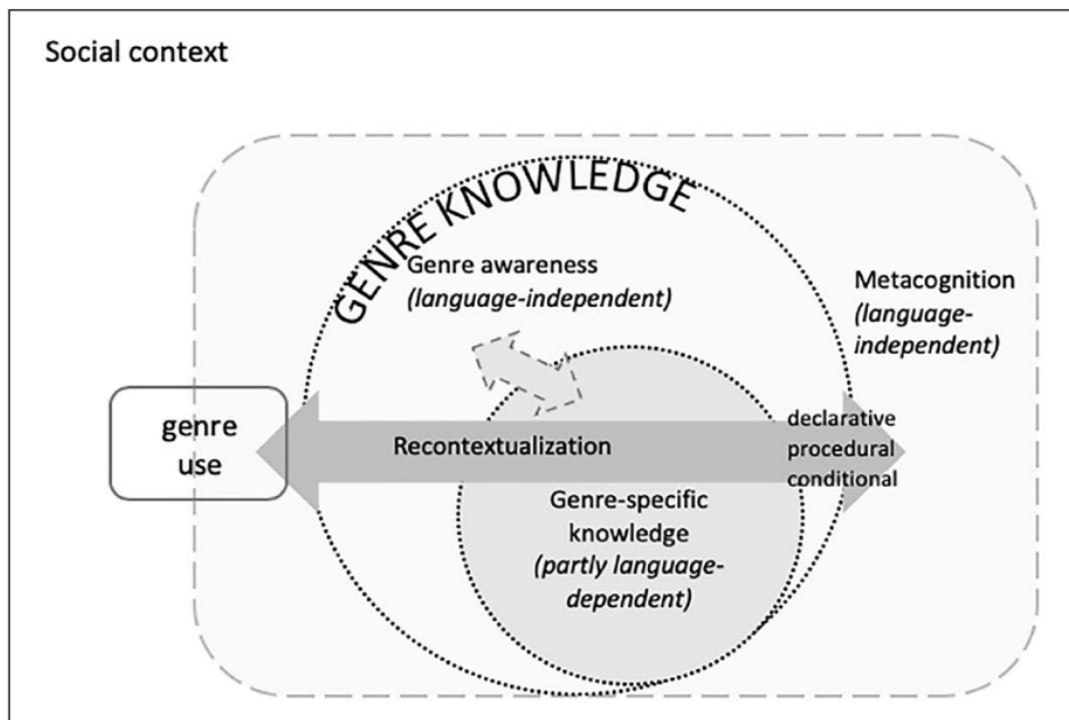 Social context
GENRE KNOWLEDGE
Genre awareness
(language-independent)
Metacognition
(language-
independent)
genre
use
Recontextualization
declarative
procedural
conditional
Genre-specific
knowledge
(partly language-
dependent)